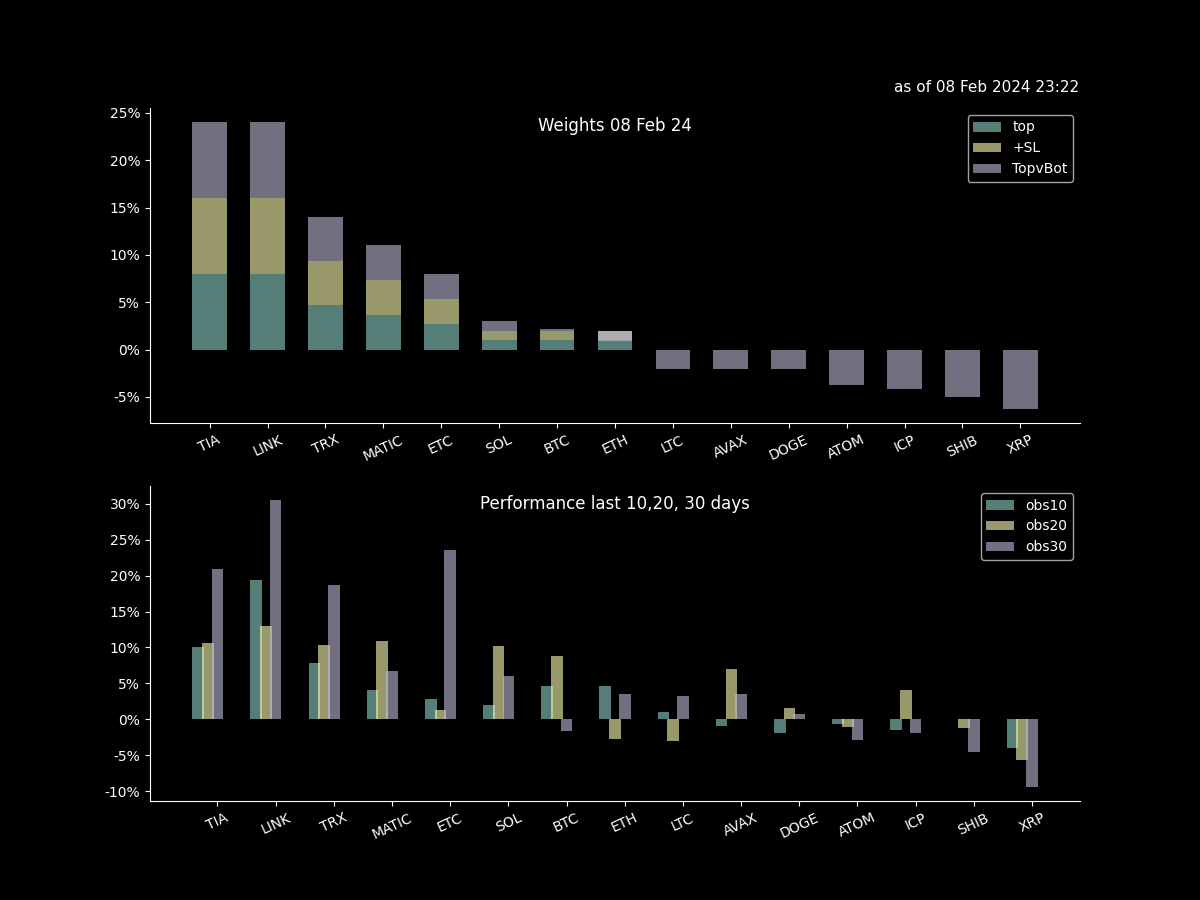 as of 08 Feb 2024 23:22
Weights 08 Feb 24
top
+SL
TopvBot
25%
20%
15%
10%
5%
0%
-5%
TIA LINK TRX MATIC ETC SOL BTC ETH LTC AVAX DOGE ATOM ICP SHIB XRP
Performance last 10,20, 30 days
obs10
obs20
obs30
30%
25%
20%
15%
10%
5%
0%
-5%
-10%
TIA LINK TRX MATIC ETC SOL BTC ETH LTC AVAX DOGE ATOM ICP SHIB XRP